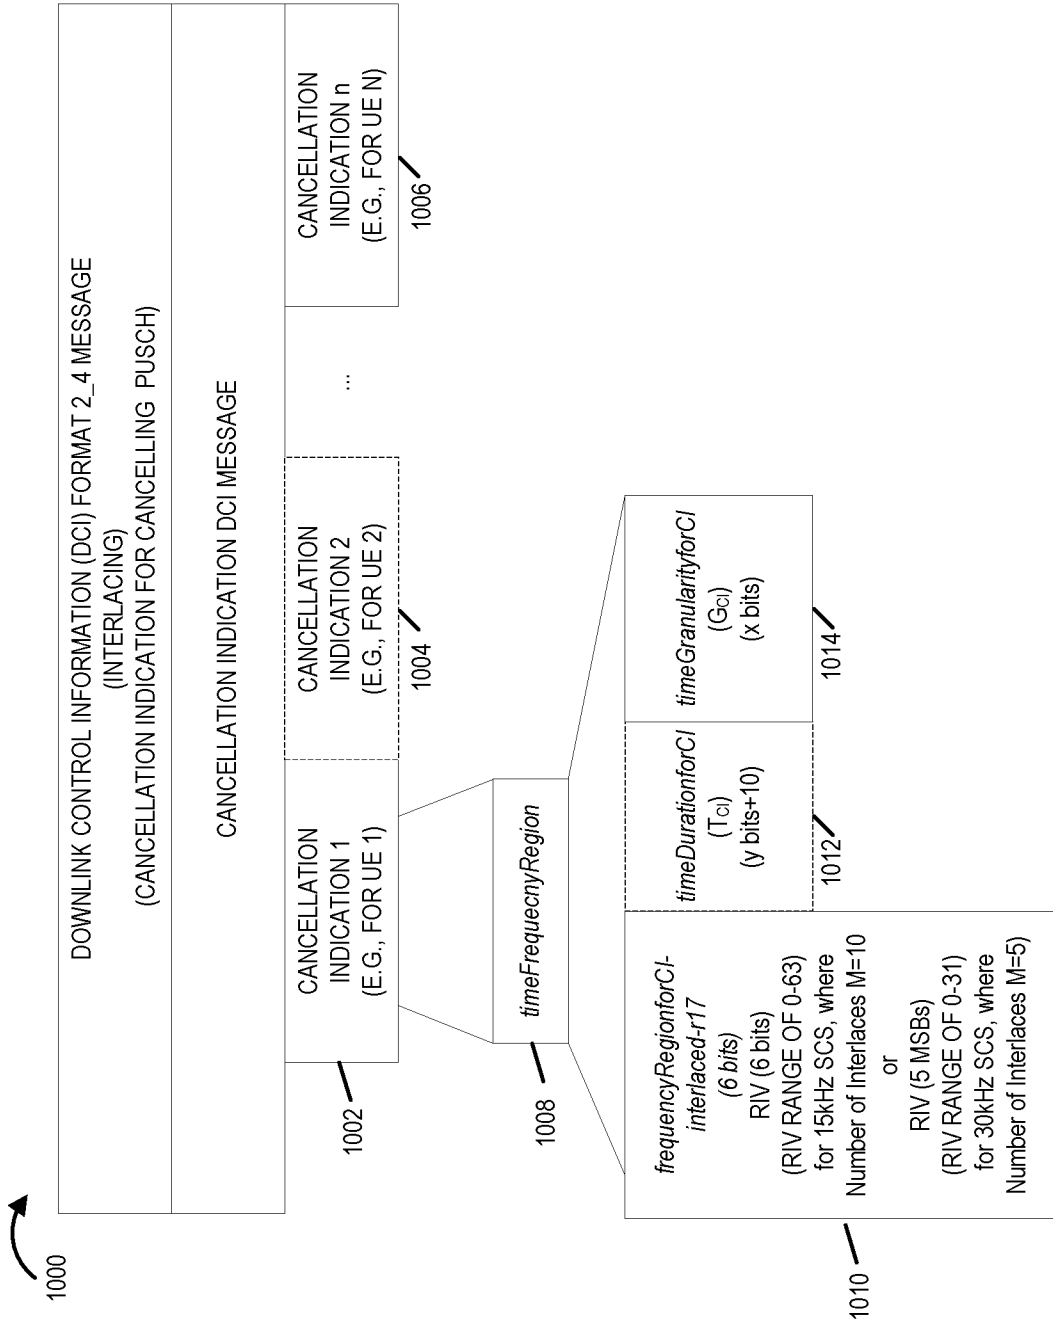 1000
DOWNLINK CONTROL INFORMATION (DCI) FORMAT 2_4 MESSAGE
(INTERLACING)
(CANCELLATION INDICATION FOR CANCELLING PUSCH)
CANCELLATION INDICATION DCI MESSAGE
CANCELLATION
INDICATION 1
(E.G., FOR UE 1)
1002
CANCELLATION
INDICATION 2
(E.G., FOR UE 2)
1004
...
CANCELLATION
INDICATION n
(E.G., FOR UE N)
1006
timeFrequecnyRegion
1008
frequencyRegionforCI-
interlaced-r17
(6 bits)
RIV (6 bits)
(RIV RANGE OF 0-63)
for 15kHz SCS, where
Number of Interlaces M=10
or
RIV (5 MSBs)
(RIV RANGE OF 0-31)
for 30kHz SCS, where
Number of Interlaces M=5)
1010
timeDurationforCI
(TCI)
(y bits+10)
1012
timeGranularityforCI
(GCI)
(x bits)
1014